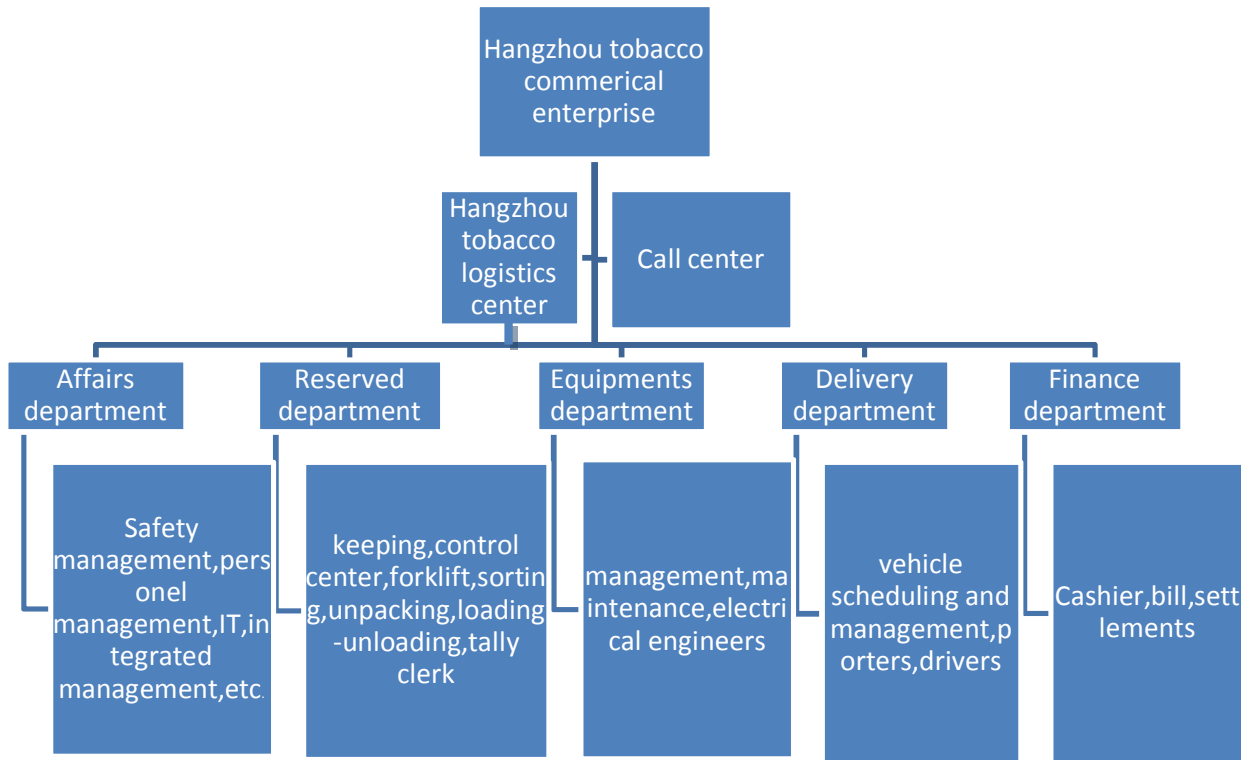 Hangzhou tobacco
commerical
enterprise
Hangzhou
tobacco
logistics
center
Call center
Affairs
department
Reserved
department
Equipments
department
Delivery
department
Finance
department
Safety
management,pers
onel
management,IT,in
tegrated
management,etc.
keeping,control
center,forklift,sortin
g,unpacking,loading
-unloading,tally
clerk
management,ma
intenance,electri
cal engineers
vehicle
scheduling and
management,p
orters,drivers
Cashier,bill,sett
lements